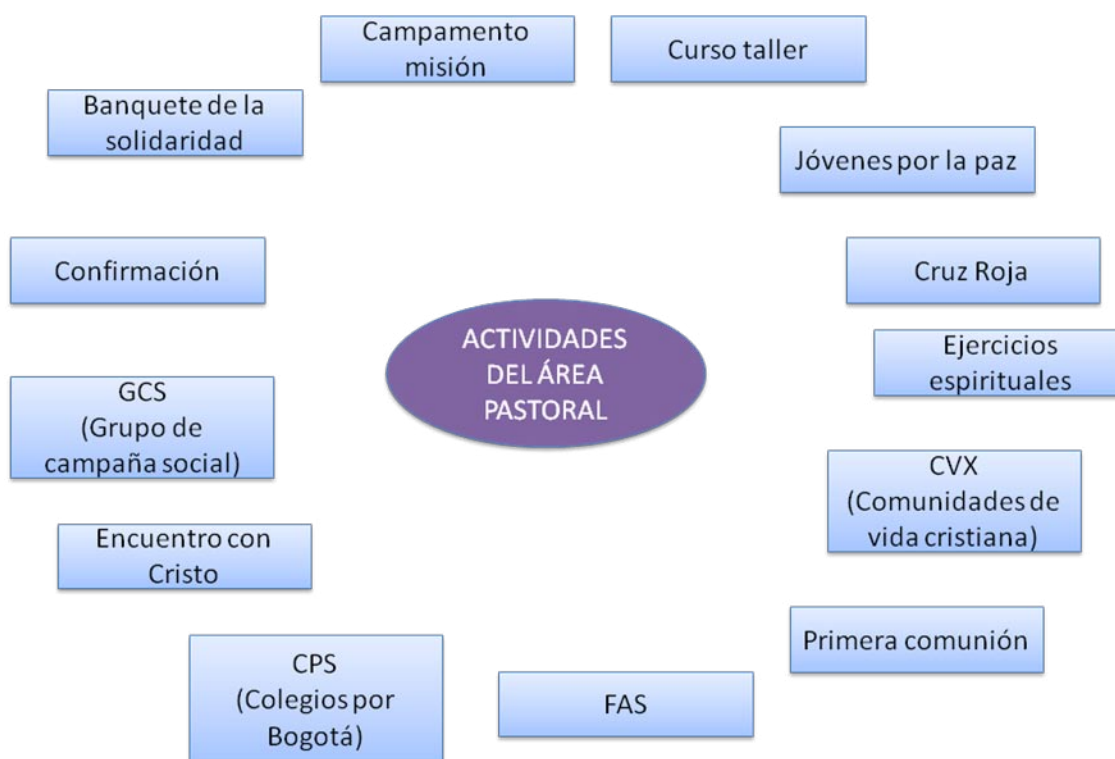 Campamento
misión
Curso taller
Banquete de la
solidaridad
Jóvenes por la paz
Confirmación
Cruz Roja
ACTIVIDADES
DEL ÁREA
PASTORAL
Ejercicios
espirituales
GCS
(Grupo de
campaña social)
CVX
(Comunidades de
vida cristiana)
Encuentro con
Cristo
Primera comunión
CPS
(Colegios por
Bogotá)
FAS